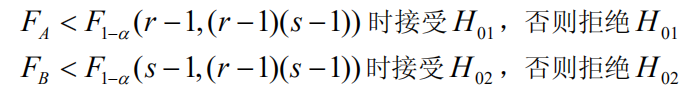 F_A < F_{1−α}(r−1,(r−1)(s−1)) 时接受 H_{01}，否则拒绝 H_{01}
F_B < F_{1−α}(s−1,(r−1)(s−1)) 时接受 H_{02}，否则拒绝 H_{02}